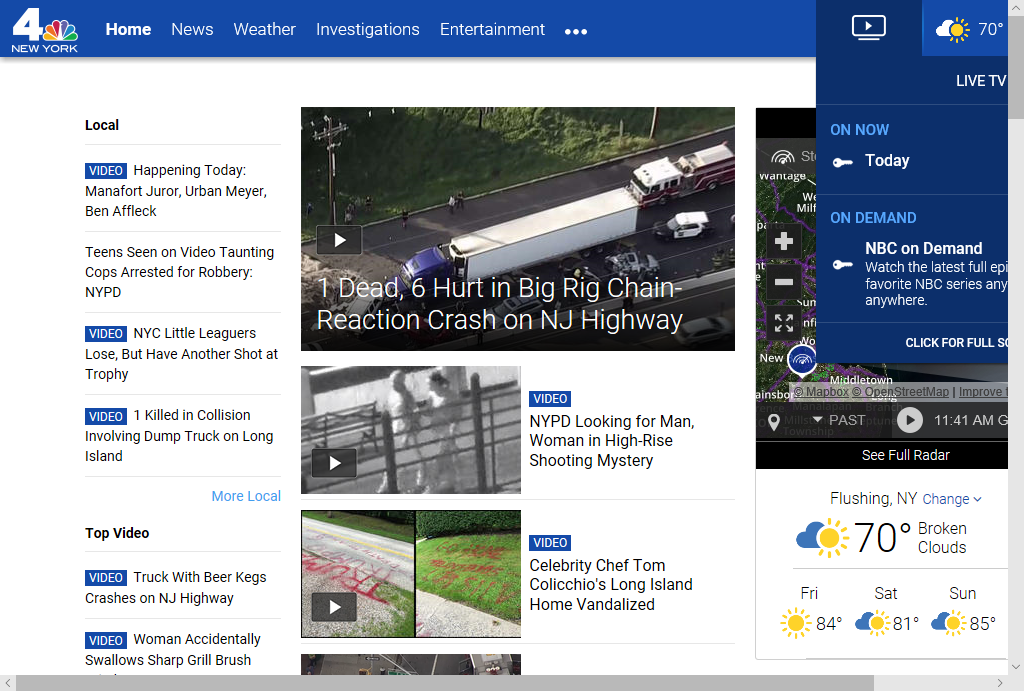 4
NEW YORK
Home News Weather Investigations Entertainment •••
70°
LIVE TV
ON NOW
Today
ON DEMAND
NBC on Demand
Watch the latest full epi
favorite NBC series any
anywhere.
CLICK FOR FULL SC
Local
VIDEO Happening Today:
Manafort Juror, Urban Meyer,
Ben Affleck
Teens Seen on Video Taunting
Cops Arrested for Robbery:
NYPD
VIDEO NYC Little Leaguers
Lose, But Have Another Shot at
Trophy
VIDEO 1 Killed in Collision
Involving Dump Truck on Long
Island
More Local
Top Video
VIDEO Truck With Beer Kegs
Crashes on NJ Highway
VIDEO Woman Accidentally
Swallows Sharp Grill Brush
1 Dead, 6 Hurt in Big Rig Chain-
Reaction Crash on NJ Highway
VIDEO
NYPD Looking for Man,
Woman in High-Rise
Shooting Mystery
TRUMP
VIDEO
Celebrity Chef Tom
Colicchio's Long Island
Home Vandalized
Wantage
New
Middletown
© Mapbox © OpenStreetMap | Improve t
Manalapan
Township
PAST
11:41 AM G
See Full Radar
Flushing, NY Change
70° Broken
Clouds
Fri Sat Sun
84° 81° 85°